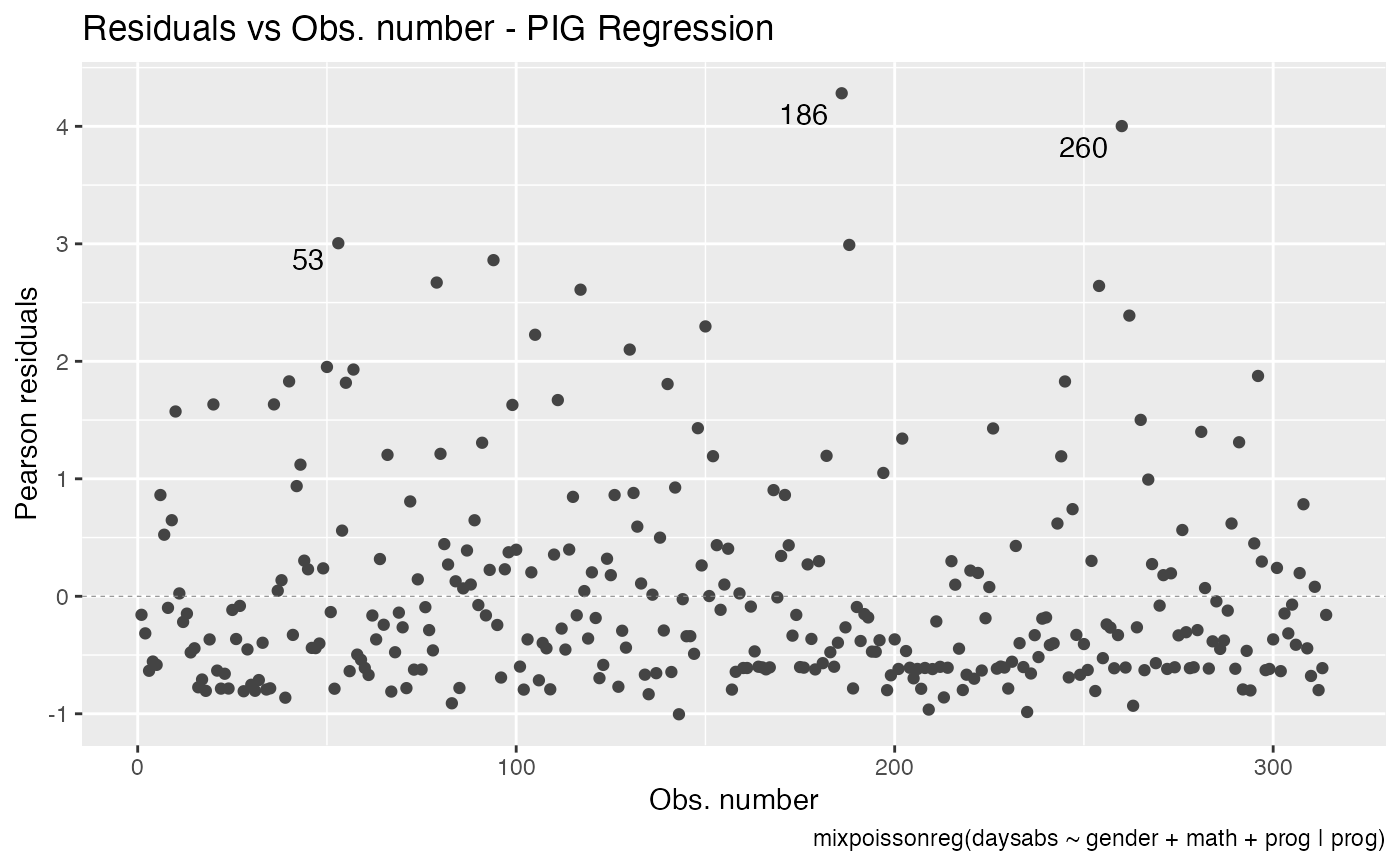 Residuals vs Obs. number - PIG Regression
186
260
53
4
3
2
1
0
-1
Pearson residuals
0 100 200 300
Obs. number
mixpoissonreg(daysabs ~ gender + math + prog | prog)